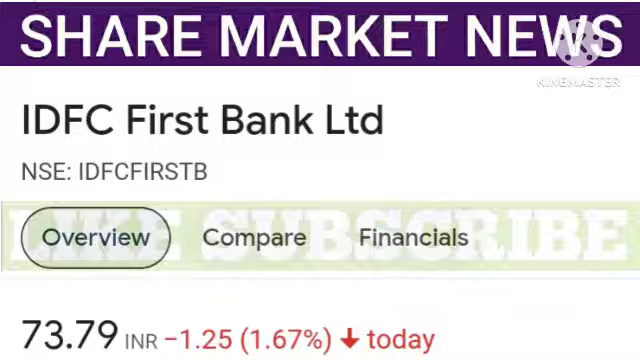 SHARE MARKET NEWS
KINEMASTER
IDFC First Bank Ltd
NSE: IDFCFIRSTB
LIKE SUBSCRIBE
Overview Compare Financials
73.79 INR −1.25 (1.67%) ↓ today